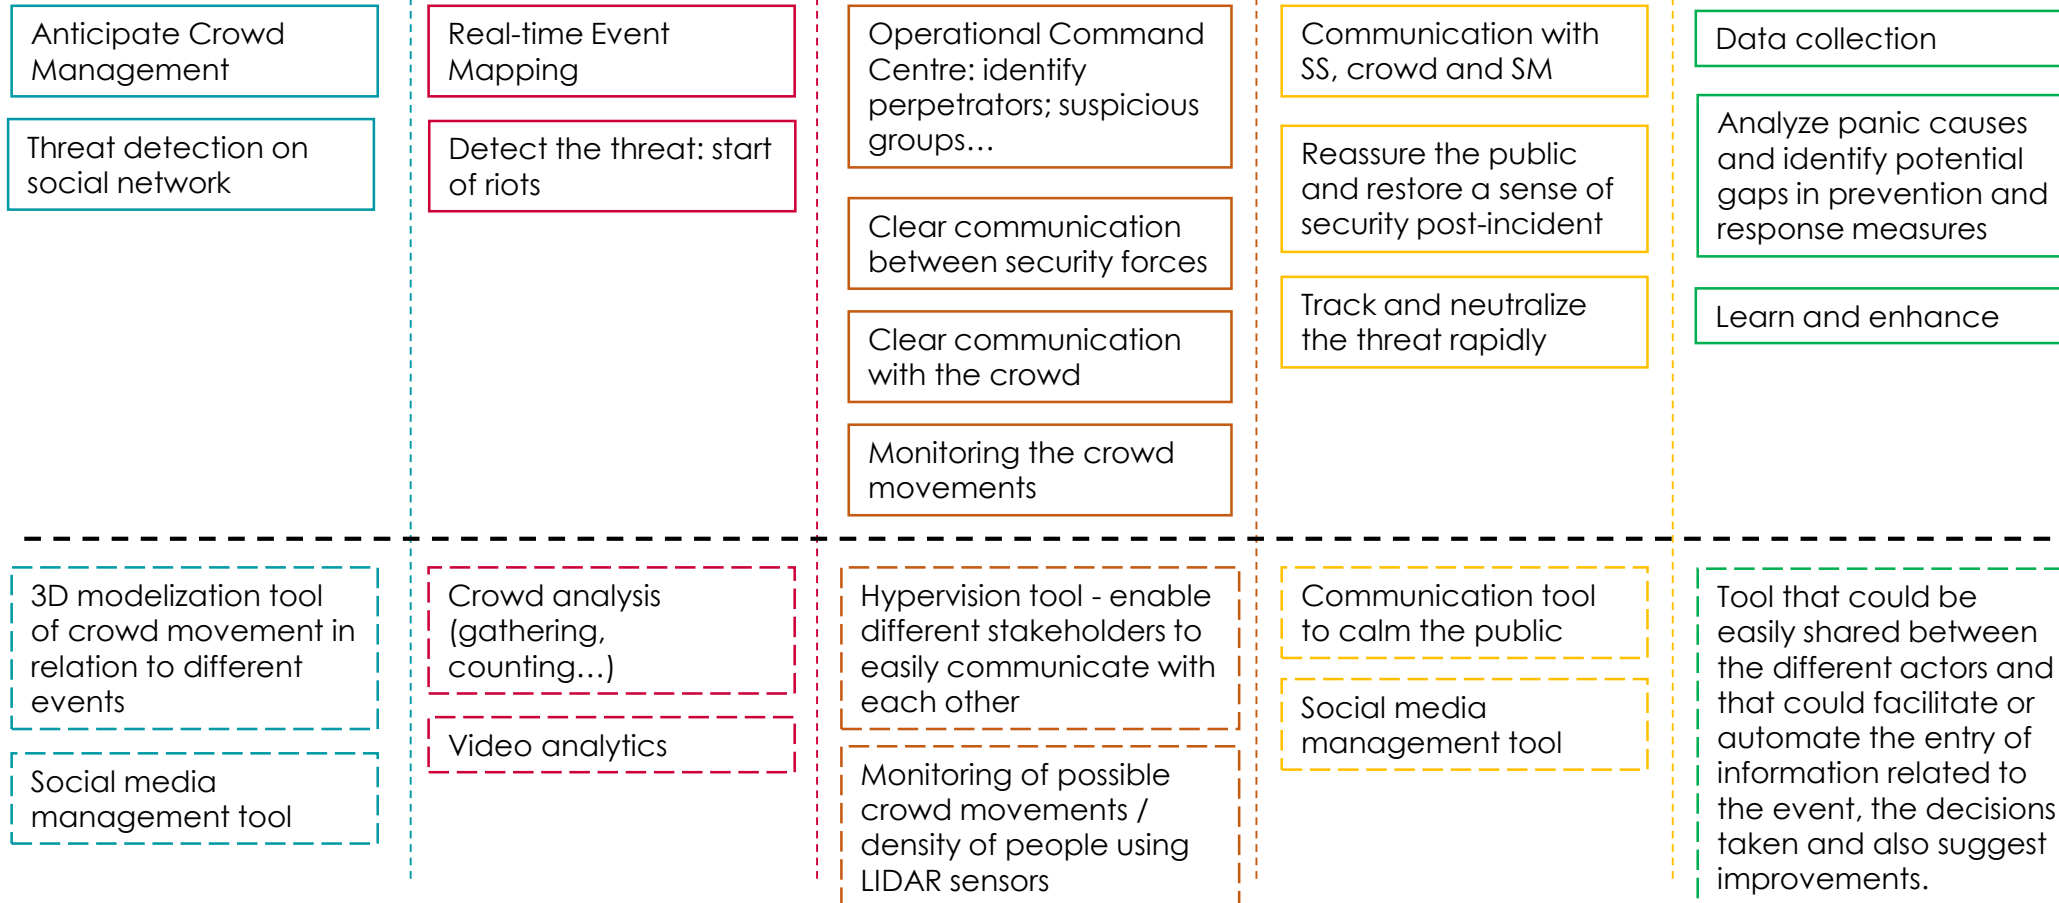 Anticipate Crowd
Management
Threat detection on
social network
Real-time Event
Mapping
Detect the threat: start
of riots
Operational Command
Centre: identify
perpetrators; suspicious
groups…
Clear communication
between security forces
Clear communication
with the crowd
Monitoring the crowd
movements
Communication with
SS, crowd and SM
Reassure the public
and restore a sense of
security post-incident
Track and neutralize
the threat rapidly
Data collection
Analyze panic causes
and identify potential
gaps in prevention and
response measures
Learn and enhance
3D modelization tool
of crowd movement in
relation to different
events
Social media
management tool
Crowd analysis
(gathering,
counting…)
Video analytics
Hypervision tool - enable
different stakeholders to
easily communicate with
each other
Monitoring of possible
crowd movements /
density of people using
LIDAR sensors
Communication tool
to calm the public
Social media
management tool
Tool that could be
easily shared between
the different actors and
that could facilitate or
automate the entry of
information related to
the event, the decisions
taken and also suggest
improvements.